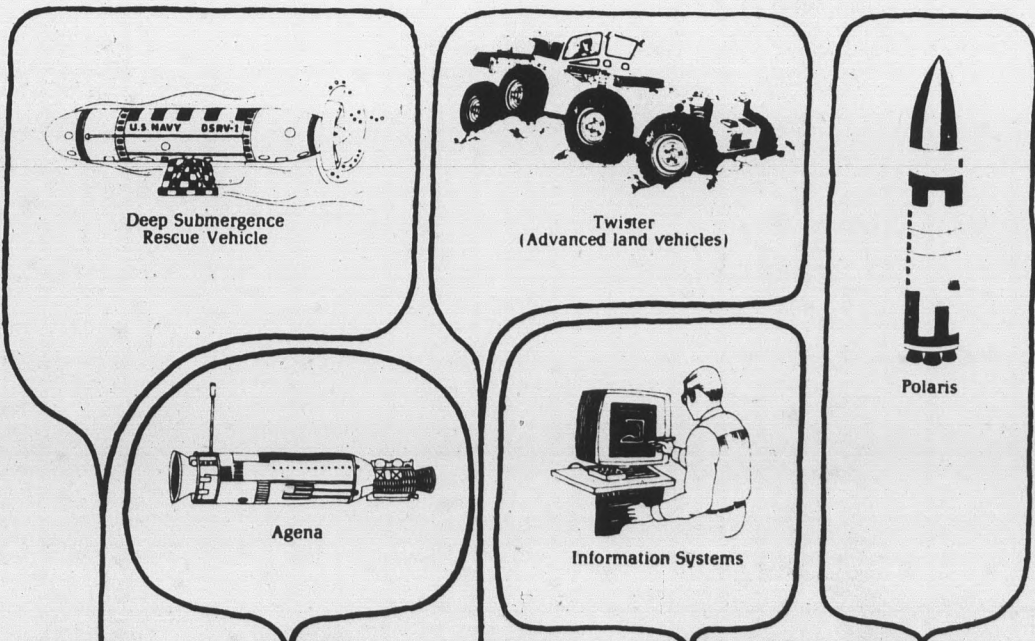 U.S. NAVY DSRV-1
Deep Submergence
Rescue Vehicle
Twister
(Advanced land vehicles)
Polaris
Agena
Information Systems